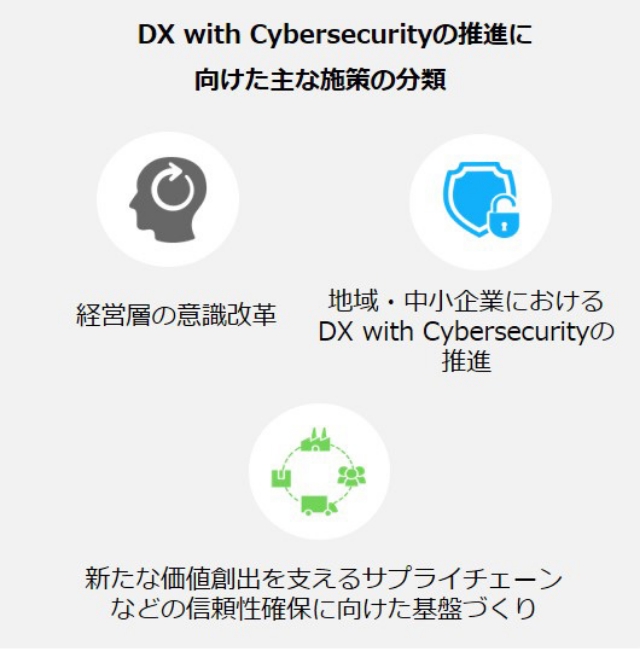 DX with Cybersecurityの推進に
向けた主な施策の分類
経営層の意識改革
地域・中小企業における
DX with Cybersecurityの
推進
新たな価値創出を支えるサプライチェーン
などの信頼性確保に向けた基盤づくり